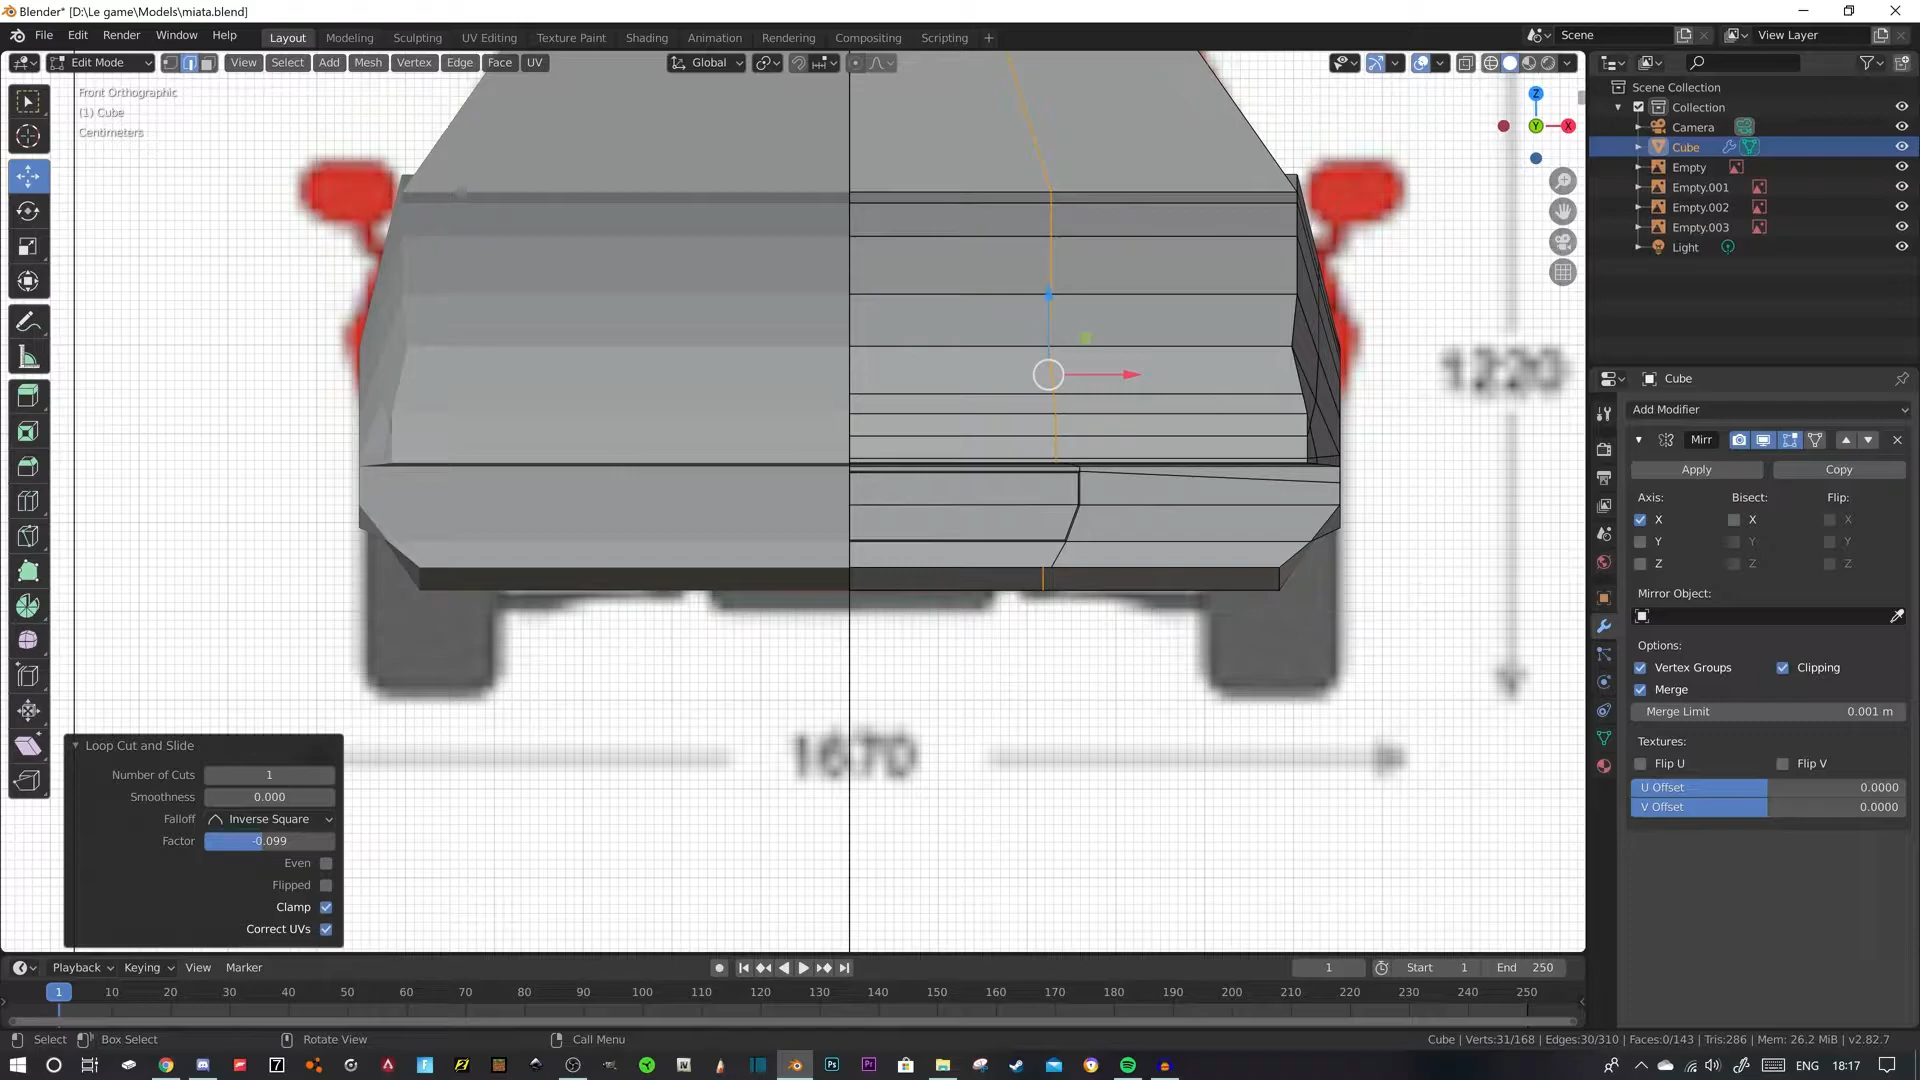 Blender* [D:\Le game\Models\miata.blend]
File Edit Render Window Help
Layout Modeling Sculpting UV Editing Texture Paint Shading Animation Rendering Compositing Scripting +
Scene
View Layer
Edit Mode
View Select Add Mesh Vertex Edge Face UV
Global
Front Orthographic
(1) Cube
Centimeters
Z
Y
X
1220
1670
Scene Collection
Collection
Camera
Cube
Empty
Empty.001
Empty.002
Empty.003
Light
Cube
Add Modifier
Mirr
Apply Copy
Axis: Bisect: Flip:
X X X
Y Y Y
Z Z Z
Mirror Object:
Options:
Vertex Groups Clipping
Merge
Merge Limit 0.001 m
Textures:
Flip U Flip V
U Offset 0.0000
V Offset 0.0000
Loop Cut and Slide
Number of Cuts 1
Smoothness 0.000
Falloff Inverse Square
Factor -0.099
Even
Flipped
Clamp
Correct UVs
Playback Keying View Marker
1 Start 1 End 250
1 10 20 30 40 50 60 70 80 90 100 110 120 130 140 150 160 170 180 190 200 210 220 230 240 250
Select Box Select Rotate View Call Menu
Cube | Verts:31/168 | Edges:30/310 | Faces:0/143 | Tris:286 | Mem: 26.2 MiB | v2.82.7
7
F
IV
Ps
Pr
ENG 18:17